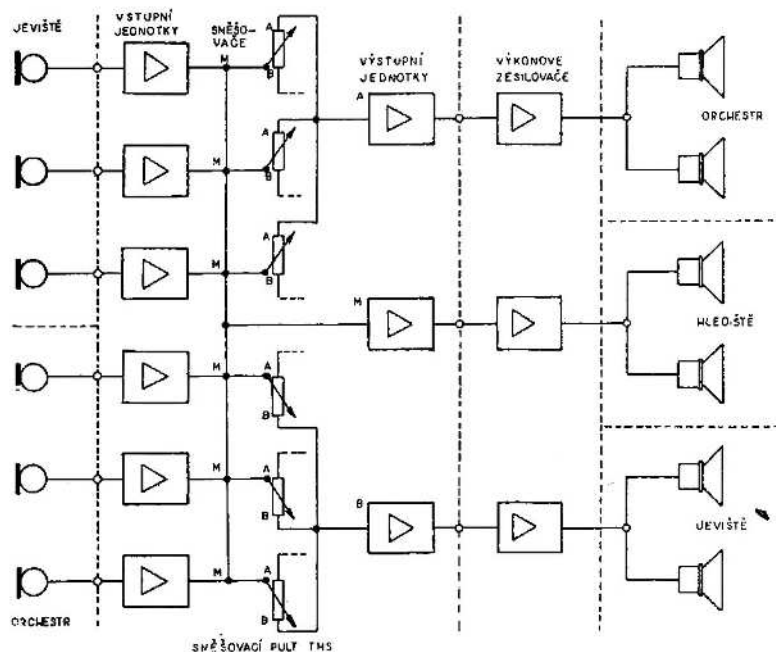 JEVIŠTĚ
VSTUPNÍ
JEDNOTKY
SMĚŠO-
VAČE
VÝSTUPNÍ
JEDNOTKY
VÝKONOVÉ
ZESILOVAČE
ORCHESTR
M
A
B
A
M
A
B
M
A
B
M
HLEDIŠTĚ
M
A
B
M
A
B
B
JEVIŠTĚ
M
A
B
ORCHESTR
SMĚŠOVACÍ PULT TMS